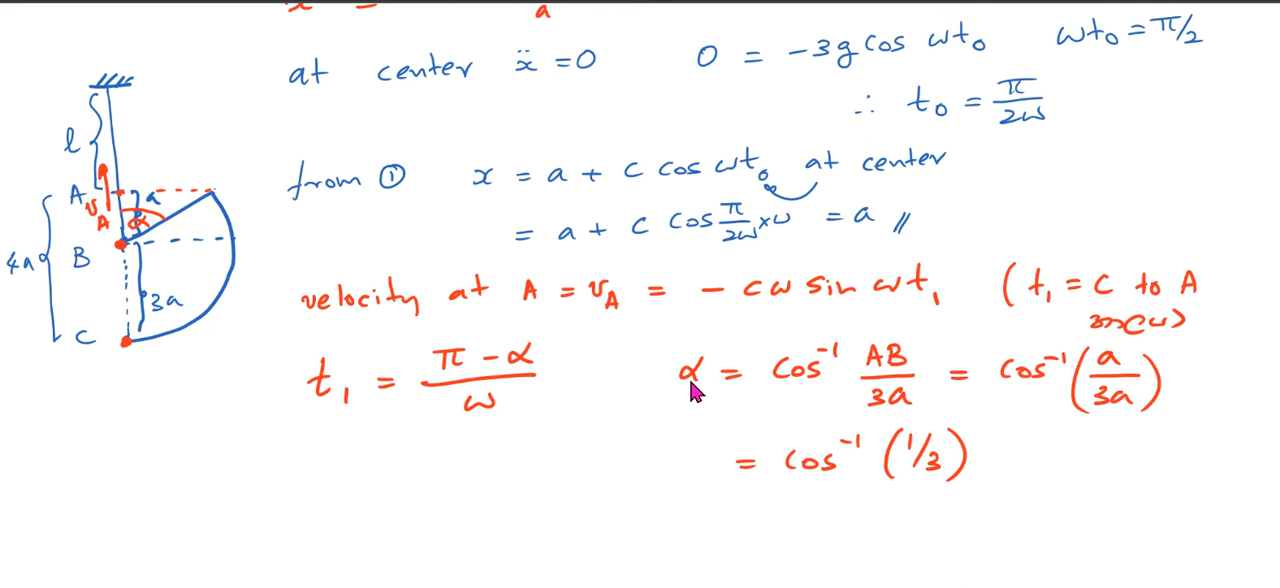 a
at center ẍ = 0 0 = -3g cos ωt₀ ωt₀ = π/2
∴ t₀ = π/2ω
from ① x = a + c cos ωt₀ at center
= a + c cos π/2ω × ω = a //
velocity at A = v_A = - cω sin ωt₁ (t₁ = C to A
t₁ = π - α / ω α = cos⁻¹ AB/3a = cos⁻¹ (a/3a)
= cos⁻¹ (1/3)
l
A a
v_A α
4a B
3a
C